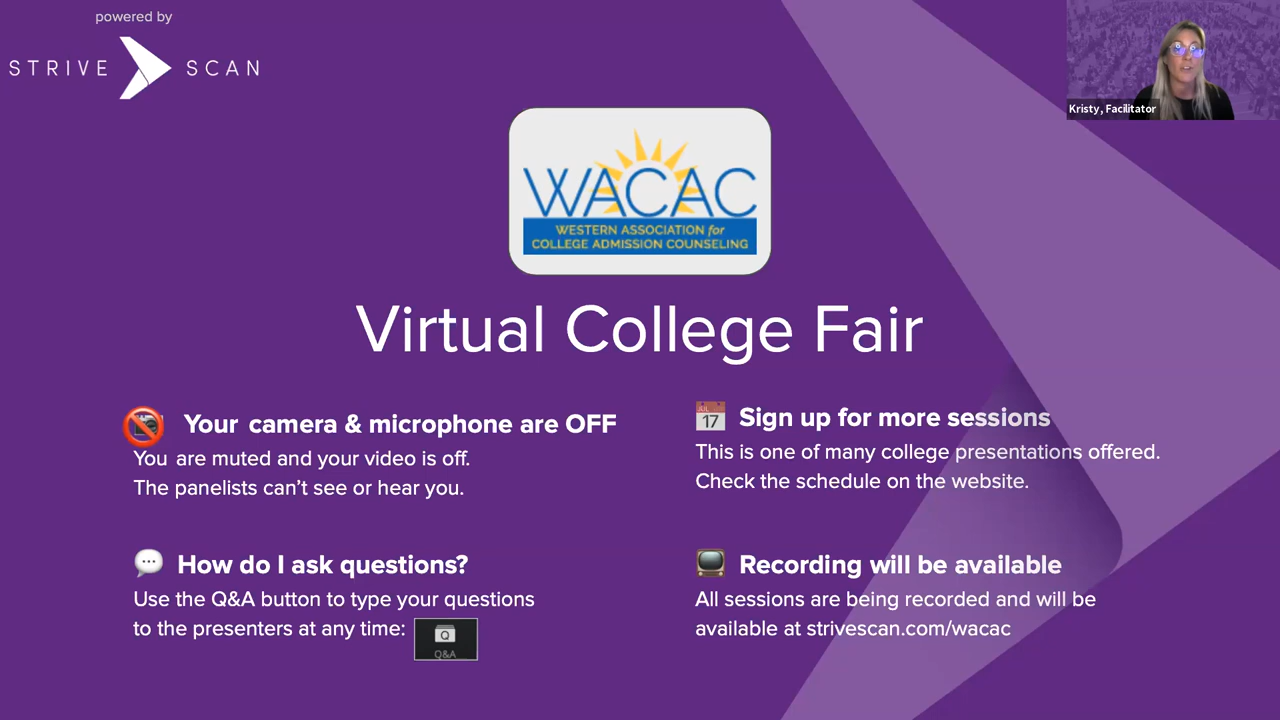 powered by
STRIVE SCAN
Kristy, Facilitator
WACAC
WESTERN ASSOCIATION for
COLLEGE ADMISSION COUNSELING
Virtual College Fair
Your camera & microphone are OFF
You are muted and your video is off.
The panelists can't see or hear you.
JUL
17
Sign up for more sessions
This is one of many college presentations offered.
Check the schedule on the website.
How do I ask questions?
Use the Q&A button to type your questions
to the presenters at any time:
Q
Q&A
Recording will be available
All sessions are being recorded and will be
available at strivescan.com/wacac